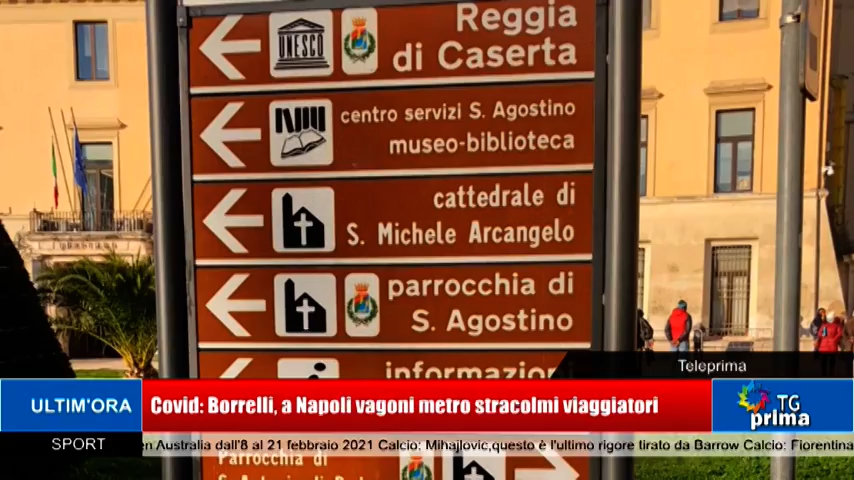 UNESCO
Reggia
di Caserta
centro servizi S. Agostino
museo-biblioteca
cattedrale di
S. Michele Arcangelo
parrocchia di
S. Agostino
informazioni
Teleprima
ULTIM'ORA
Covid: Borrelli, a Napoli vagoni metro stracolmi viaggiatori
TG
prima
SPORT
en Australia dall'8 al 21 febbraio 2021 Calcio: Mihajlovic,questo è l'ultimo rigore tirato da Barrow Calcio: Fiorentina
Parrocchia di